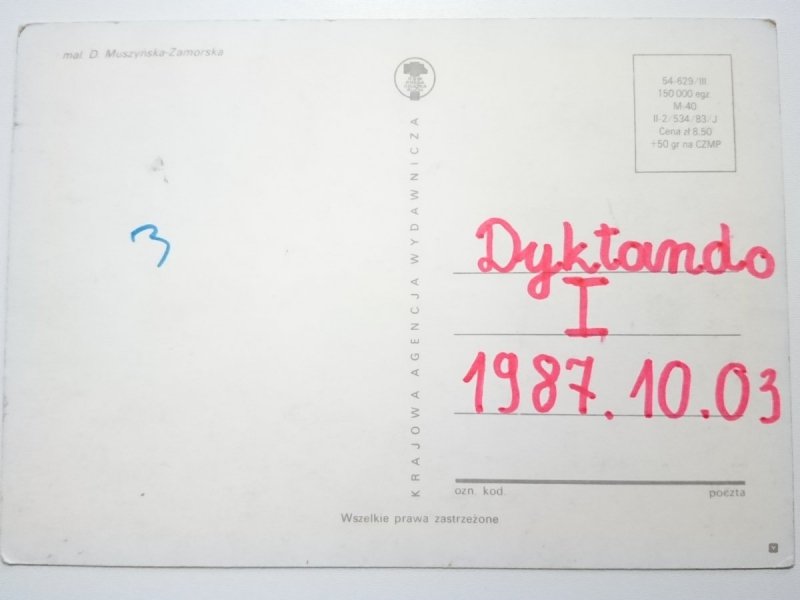 mal. D. Muszyńska-Zamorska
54-629/III
150 000 egz.
M-40
II-2/534/83/J
Cena zł 8,50
+50 gr na CZMP
KRAJOWA AGENCJA WYDAWNICZA
3
Dyktando
I
1987.10.03
ozn. kod.
poczta
Wszelkie prawa zastrzeżone